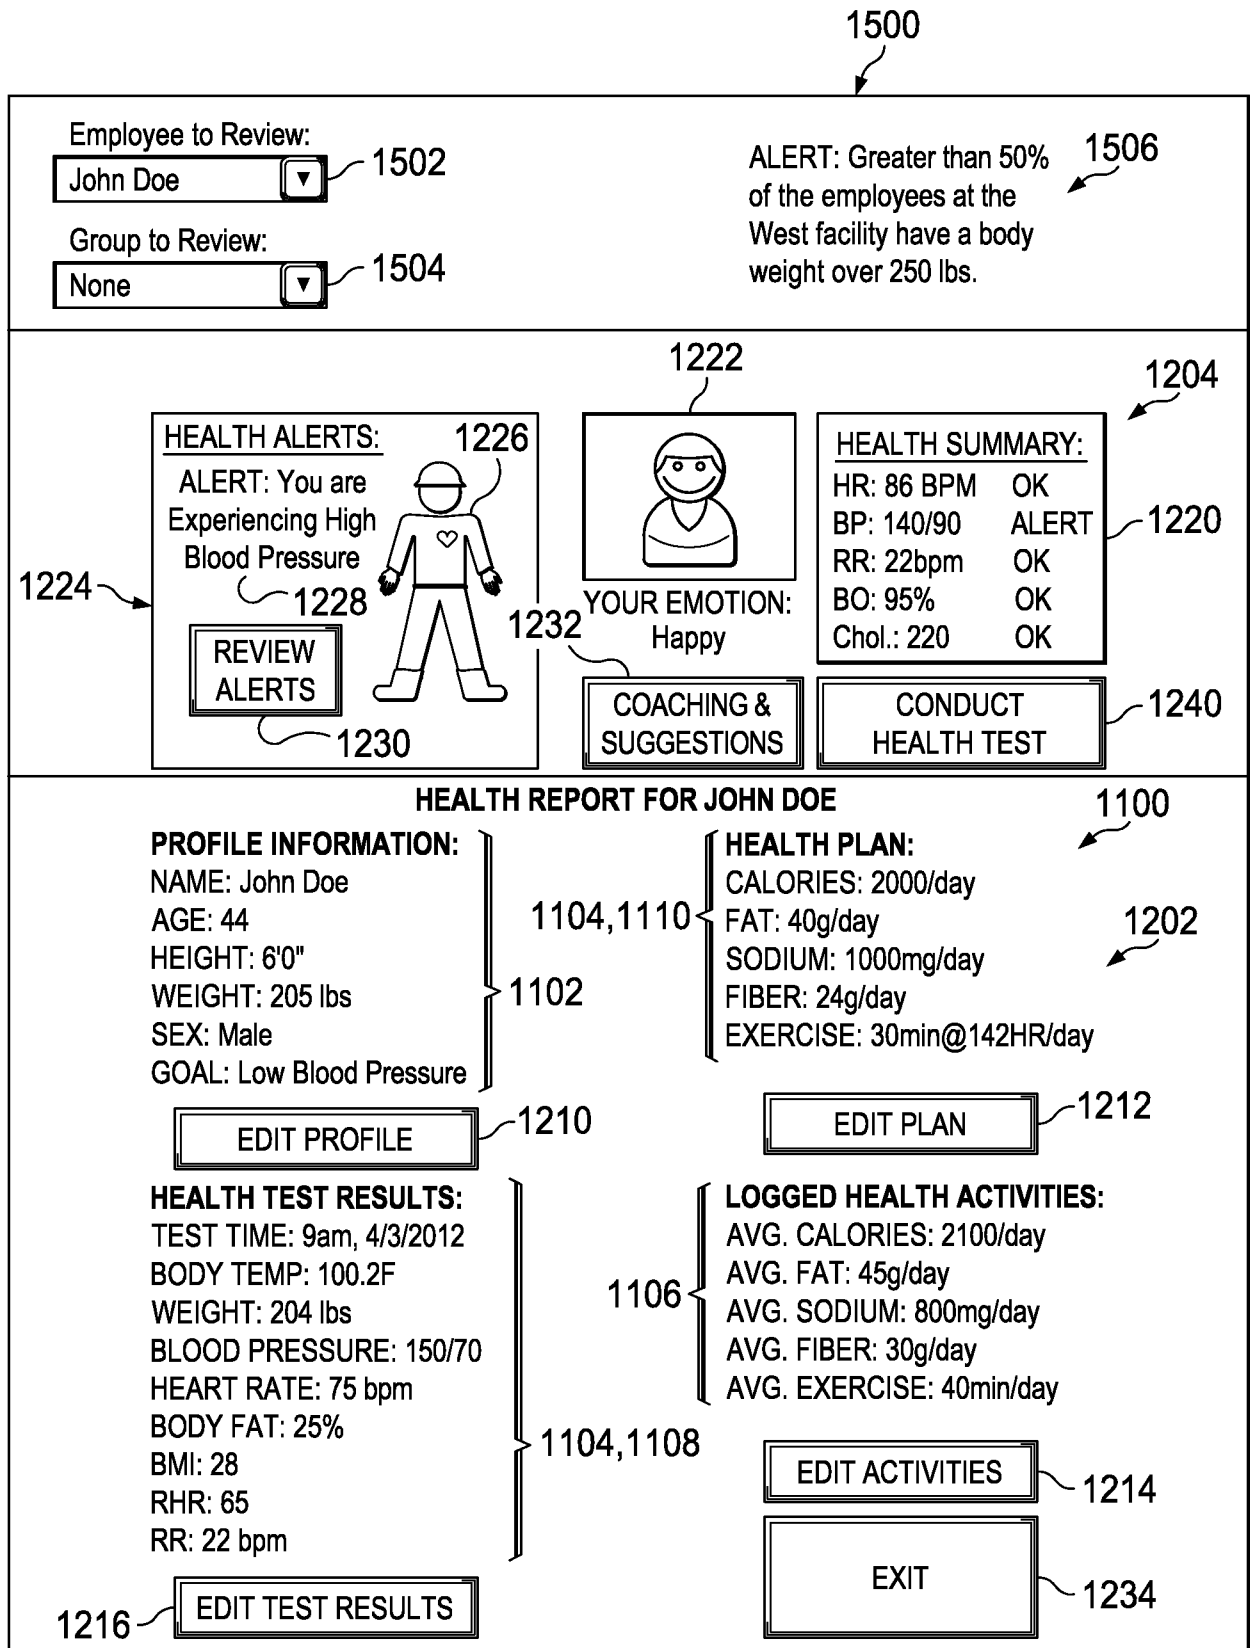 1500
Employee to Review:
John Doe
1502
Group to Review:
None
1504
ALERT: Greater than 50%
of the employees at the
West facility have a body
weight over 250 lbs.
1506
1204
1224
HEALTH ALERTS:
1226
ALERT: You are
Experiencing High
Blood Pressure
1228
REVIEW
ALERTS
1230
1222
YOUR EMOTION:
Happy
1232
COACHING &
SUGGESTIONS
HEALTH SUMMARY:
HR: 86 BPM OK
BP: 140/90 ALERT
RR: 22bpm OK
BO: 95% OK
Chol.: 220 OK
1220
CONDUCT
HEALTH TEST
1240
HEALTH REPORT FOR JOHN DOE
1100
1202
PROFILE INFORMATION:
NAME: John Doe
AGE: 44
HEIGHT: 6'0"
WEIGHT: 205 lbs
SEX: Male
GOAL: Low Blood Pressure
1102
EDIT PROFILE
1210
1104,1110
HEALTH PLAN:
CALORIES: 2000/day
FAT: 40g/day
SODIUM: 1000mg/day
FIBER: 24g/day
EXERCISE: 30min@142HR/day
EDIT PLAN
1212
HEALTH TEST RESULTS:
TEST TIME: 9am, 4/3/2012
BODY TEMP: 100.2F
WEIGHT: 204 lbs
BLOOD PRESSURE: 150/70
HEART RATE: 75 bpm
BODY FAT: 25%
BMI: 28
RHR: 65
RR: 22 bpm
1104,1108
1216
EDIT TEST RESULTS
1106
LOGGED HEALTH ACTIVITIES:
AVG. CALORIES: 2100/day
AVG. FAT: 45g/day
AVG. SODIUM: 800mg/day
AVG. FIBER: 30g/day
AVG. EXERCISE: 40min/day
EDIT ACTIVITIES
1214
EXIT
1234